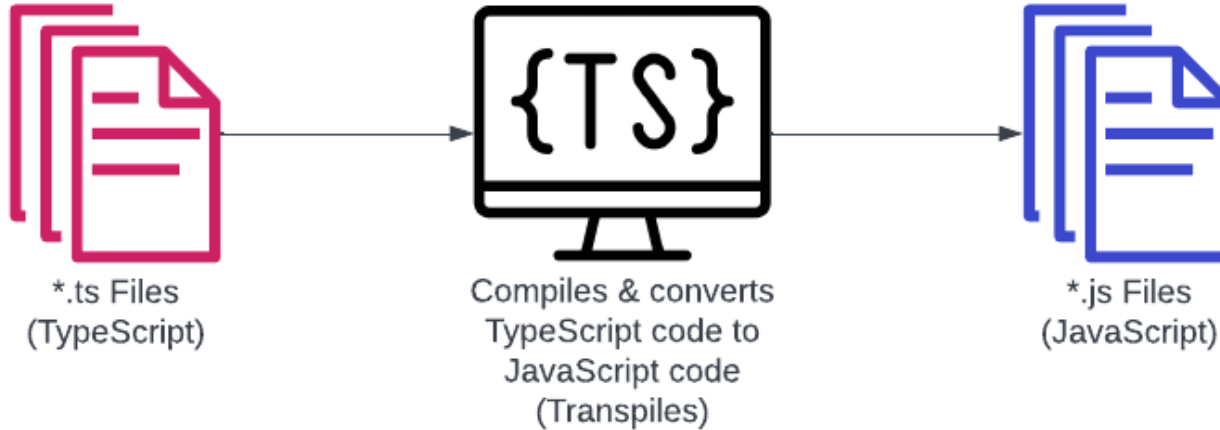 {TS}
*.ts Files
(TypeScript)
Compiles & converts
TypeScript code to
JavaScript code
(Transpiles)
*.js Files
(JavaScript)